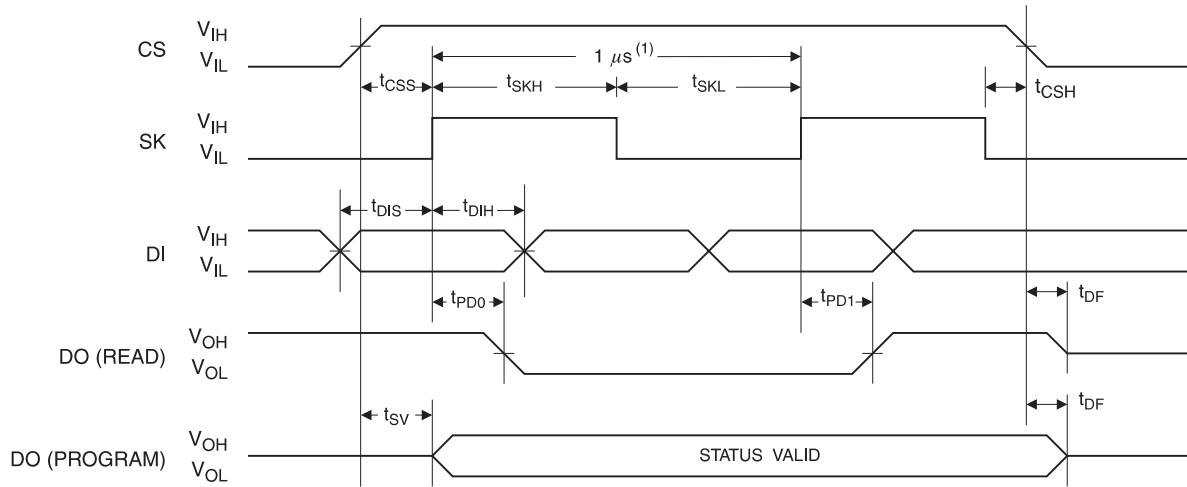 CS VIH
VIL
1 μs(1)
tCSS tSKH tSKL tCSH
SK VIH
VIL
tDIS tDIH
DI VIH
VIL
tPD0 tPD1 tDF
DO (READ) VOH
VOL
tSV tDF
DO (PROGRAM) VOH
VOL
STATUS VALID